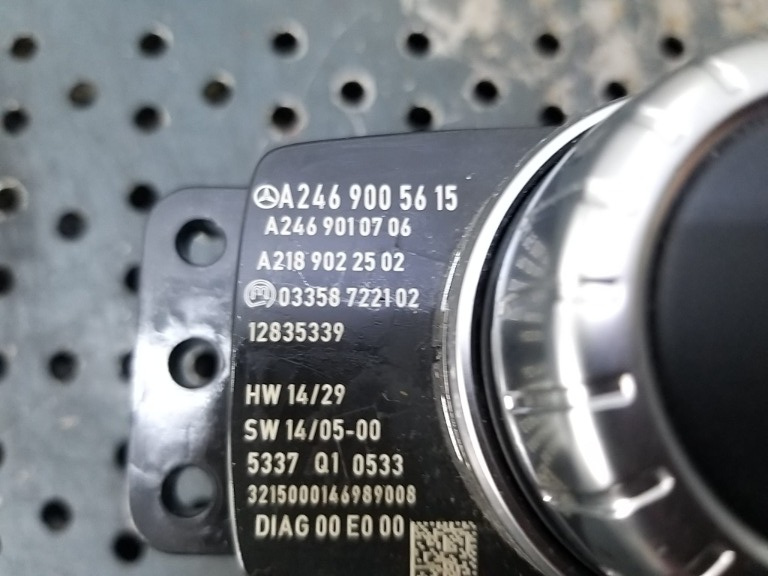 A246 900 56 15
A246 901 07 06
A218 902 25 02
03358 722102
12835339
HW 14/29
SW 14/05-00
5337 Q1 0533
3215000146989008
DIAG 00 E0 00